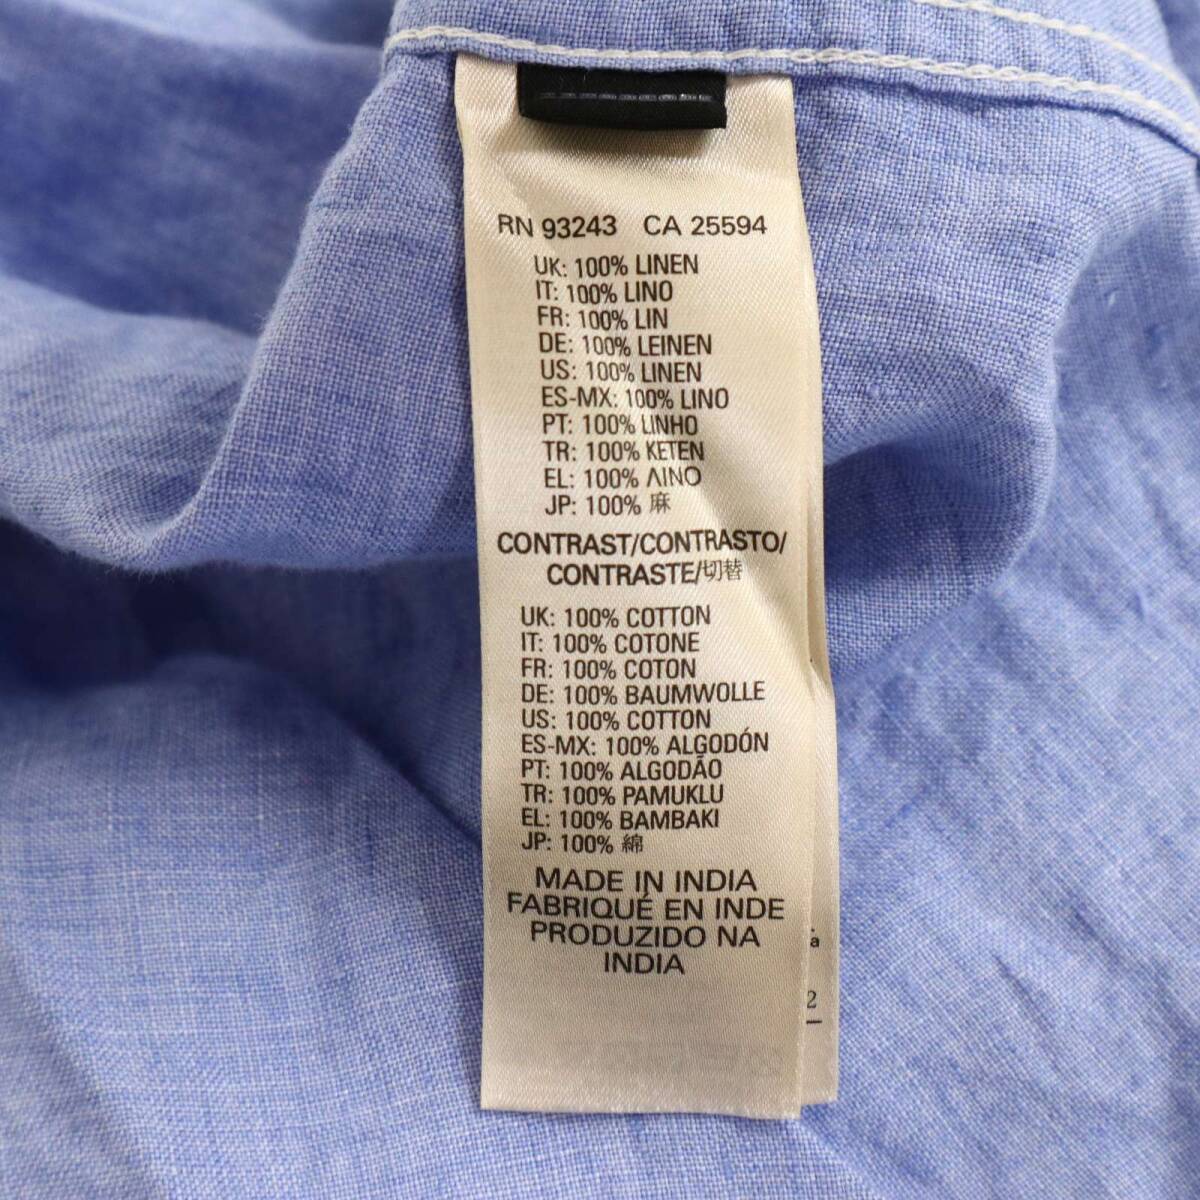 RN 93243 CA 25594
UK: 100% LINEN
IT: 100% LINO
FR: 100% LIN
DE: 100% LEINEN
US: 100% LINEN
ES-MX: 100% LINO
PT: 100% LINHO
TR: 100% KETEN
EL: 100% ΛΙΝΟ
JP: 100% 麻
CONTRAST/CONTRASTO/
CONTRASTE/切替
UK: 100% COTTON
IT: 100% COTONE
FR: 100% COTON
DE: 100% BAUMWOLLE
US: 100% COTTON
ES-MX: 100% ALGODÓN
PT: 100% ALGODÃO
TR: 100% PAMUKLU
EL: 100% BAMBAKI
JP: 100% 綿
MADE IN INDIA
FABRIQUÉ EN INDE
PRODUZIDO NA
INDIA
a
2